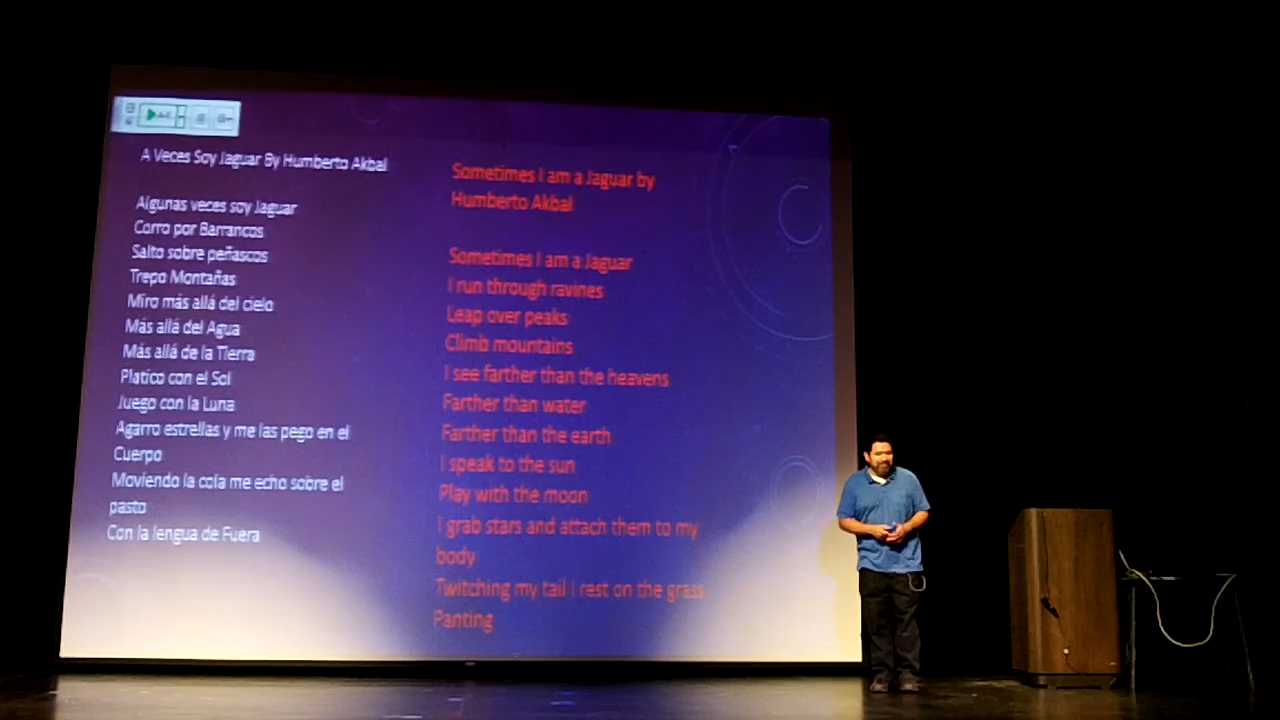 A Veces Soy Jaguar By Humberto Akbal
Algunas veces soy Jaguar
Corro por Barrancos
Salto sobre peñascos
Trepo Montañas
Miro más allá del cielo
Más allá del Agua
Más allá de la Tierra
Platico con el Sol
Juego con la Luna
Agarro estrellas y me las pego en el
Cuerpo
Moviendo la cola me echo sobre el
pasto
Con la lengua de Fuera
Sometimes I am a Jaguar by
Humberto Akbal
Sometimes I am a Jaguar
I run through ravines
Leap over peaks
Climb mountains
I see farther than the heavens
Farther than water
Farther than the earth
I speak to the sun
Play with the moon
I grab stars and attach them to my
body
Twitching my tail I rest on the grass
Panting